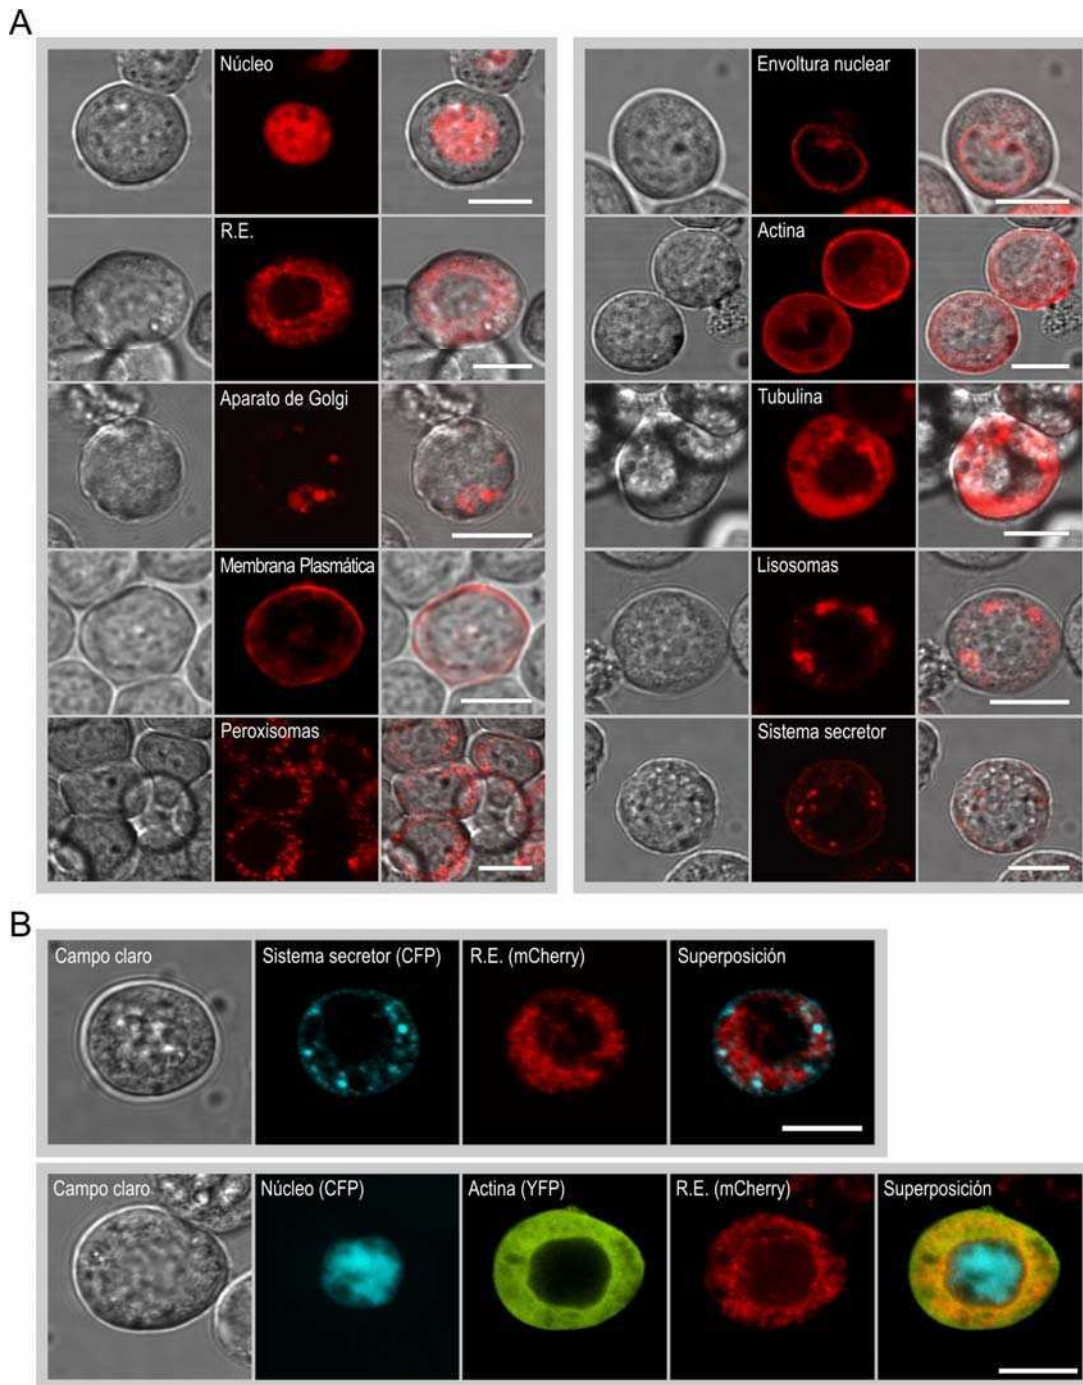 A
Núcleo
Envoltura nuclear
R.E.
Actina
Aparato de Golgi
Tubulina
Membrana Plasmática
Lisosomas
Peroxisomas
Sistema secretor
B
Campo claro
Sistema secretor (CFP)
R.E. (mCherry)
Superposición
Campo claro
Núcleo (CFP)
Actina (YFP)
R.E. (mCherry)
Superposición